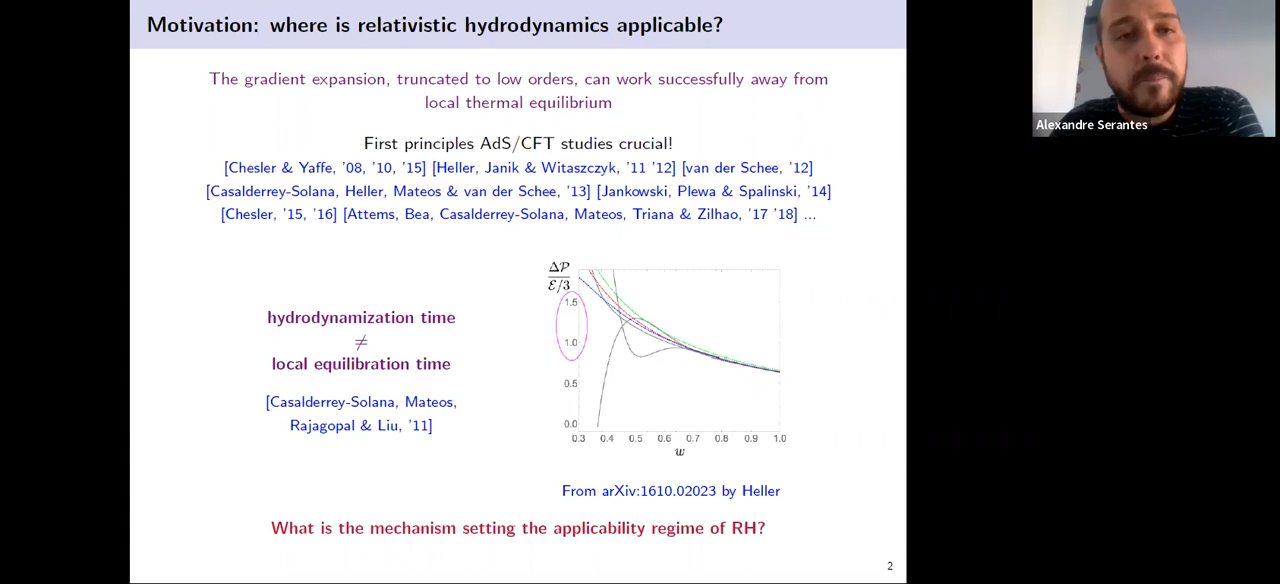 Motivation: where is relativistic hydrodynamics applicable?
The gradient expansion, truncated to low orders, can work successfully away from
local thermal equilibrium
First principles AdS/CFT studies crucial!
[Chesler & Yaffe, '08, '10, '15] [Heller, Janik & Witaszczyk, '11 '12] [van der Schee, '12]
[Casalderrey-Solana, Heller, Mateos & van der Schee, '13] [Jankowski, Plewa & Spalinski, '14]
[Chesler, '15, '16] [Attems, Bea, Casalderrey-Solana, Mateos, Triana & Zilhao, '17 '18] ...
hydrodynamization time
≠
local equilibration time
[Casalderrey-Solana, Mateos,
Rajagopal & Liu, '11]
ΔP
ℰ/3
1.5
1.0
0.5
0.0
0.3 0.4 0.5 0.6 0.7 0.8 0.9 1.0
w
From arXiv:1610.02023 by Heller
What is the mechanism setting the applicability regime of RH?
2
Alexandre Serantes